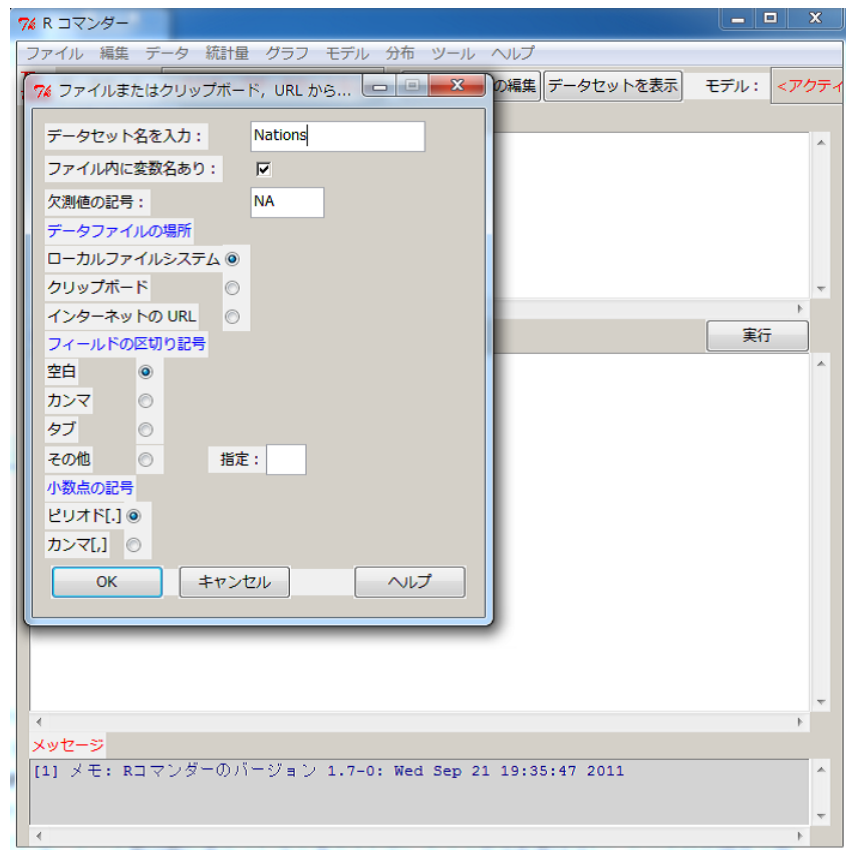 R コマンダー
ファイル 編集 データ 統計量 グラフ モデル 分布 ツール ヘルプ
の編集 データセットを表示 モデル： <アクティ
ファイルまたはクリップボード, URL から...
データセット名を入力： Nations
ファイル内に変数名あり：
欠測値の記号： NA
データファイルの場所
ローカルファイルシステム
クリップボード
インターネットの URL
フィールドの区切り記号
実行
空白
カンマ
タブ
その他 指定：
小数点の記号
ピリオド[.]
カンマ[,]
OK キャンセル ヘルプ
メッセージ
[1] メモ: Rコマンダーのバージョン 1.7-0: Wed Sep 21 19:35:47 2011